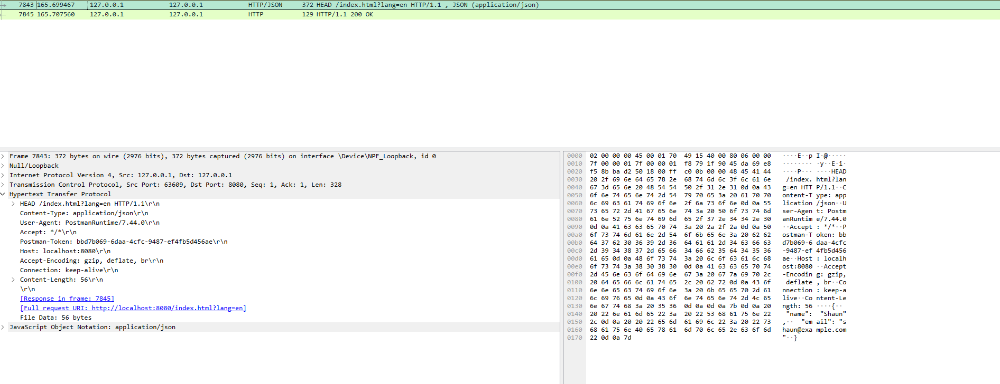 7843 165.699467 127.0.0.1 127.0.0.1 HTTP/JSON 372 HEAD /index.html?lang=en HTTP/1.1 , JSON (application/json)
7845 165.707560 127.0.0.1 127.0.0.1 HTTP 129 HTTP/1.1 200 OK
Frame 7843: 372 bytes on wire (2976 bits), 372 bytes captured (2976 bits) on interface \Device\NPF_Loopback, id 0
Null/Loopback
Internet Protocol Version 4, Src: 127.0.0.1, Dst: 127.0.0.1
Transmission Control Protocol, Src Port: 63609, Dst Port: 8080, Seq: 1, Ack: 1, Len: 328
Hypertext Transfer Protocol
HEAD /index.html?lang=en HTTP/1.1\r\n
Content-Type: application/json\r\n
User-Agent: PostmanRuntime/7.44.0\r\n
Accept: */*\r\n
Postman-Token: bbd7b069-6daa-4cfc-9487-ef4fb5d456ae\r\n
Host: localhost:8080\r\n
Accept-Encoding: gzip, deflate, br\r\n
Connection: keep-alive\r\n
Content-Length: 56\r\n
\r\n
[Response in frame: 7845]
[Full request URI: http://localhost:8080/index.html?lang=en]
File Data: 56 bytes
JavaScript Object Notation: application/json
0000 02 00 00 00 45 00 01 70 49 15 40 00 80 06 00 00 ····E··p I·@·····
0010 7f 00 00 01 7f 00 00 01 f8 79 1f 90 45 da 69 e8 ········ ·y··E·i·
0020 f5 8b ba d2 50 18 00 ff c0 0b 00 00 48 45 41 44 ····P··· ····HEAD
0030 20 2f 69 6e 64 65 78 2e 68 74 6d 6c 3f 6c 61 6e /index. html?lan
0040 67 3d 65 6e 20 48 54 54 50 2f 31 2e 31 0d 0a 43 g=en HTT P/1.1··C
0050 6f 6e 74 65 6e 74 2d 54 79 70 65 3a 20 61 70 70 ontent-T ype: app
0060 6c 69 63 61 74 69 6f 6e 2f 6a 73 6f 6e 0d 0a 55 lication /json··U
0070 73 65 72 2d 41 67 65 6e 74 3a 20 50 6f 73 74 6d ser-Agen t: Postm
0080 61 6e 52 75 6e 74 69 6d 65 2f 37 2e 34 34 2e 30 anRuntim e/7.44.0
0090 0d 0a 41 63 63 65 70 74 3a 20 2a 2f 2a 0d 0a 50 ··Accept : */*··P
00a0 6f 73 74 6d 61 6e 2d 54 6f 6b 65 6e 3a 20 62 62 ostman-T oken: bb
00b0 64 37 62 30 36 39 2d 36 64 61 61 2d 34 63 66 63 d7b069-6 daa-4cfc
00c0 2d 39 34 38 37 2d 65 66 34 66 62 35 64 34 35 36 -9487-ef 4fb5d456
00d0 61 65 0d 0a 48 6f 73 74 3a 20 6c 6f 63 61 6c 68 ae··Host : localh
00e0 6f 73 74 3a 38 30 38 30 0d 0a 41 63 63 65 70 74 ost:8080 ··Accept
00f0 2d 45 6e 63 6f 64 69 6e 67 3a 20 67 7a 69 70 2c -Encodin g: gzip,
0100 20 64 65 66 6c 61 74 65 2c 20 62 72 0d 0a 43 6f deflate , br··Co
0110 6e 6e 65 63 74 69 6f 6e 3a 20 6b 65 65 70 2d 61 nnection : keep-a
0120 6c 69 76 65 0d 0a 43 6f 6e 74 65 6e 74 2d 4c 65 live··Co ntent-Le
0130 6e 67 74 68 3a 20 35 36 0d 0a 0d 0a 7b 0d 0a 20 ngth: 56 ····{··
0140 20 22 6e 61 6d 65 22 3a 20 22 53 68 61 75 6e 22 "name": "Shaun"
0150 2c 0d 0a 20 20 22 65 6d 61 69 6c 22 3a 20 22 73 ,·· "em ail": "s
0160 68 61 75 6e 40 65 78 61 6d 70 6c 65 2e 63 6f 6d haun@exa mple.com
0170 22 0d 0a 7d "··}